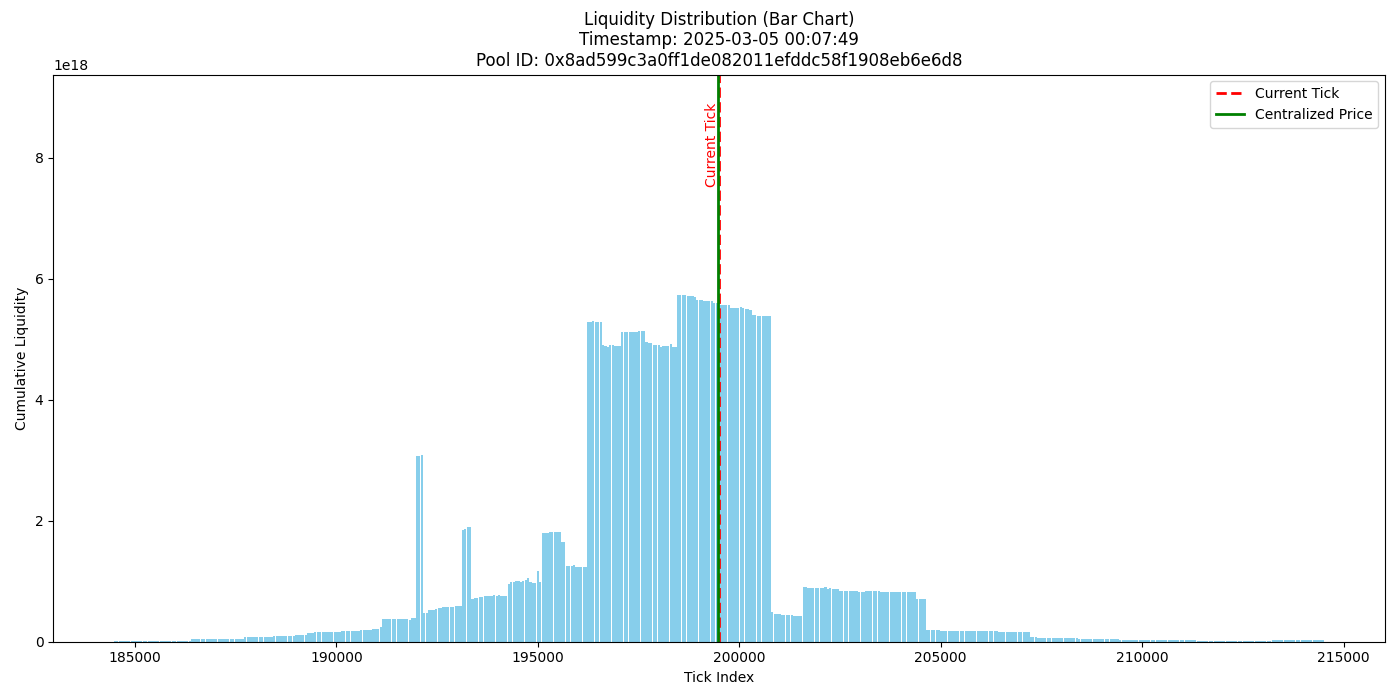 Liquidity Distribution (Bar Chart)
Timestamp: 2025-03-05 00:07:49
Pool ID: 0x8ad599c3a0ff1de082011efddc58f1908eb6e6d8
1e18
Current Tick
Centralized Price
Current Tick
8
6
4
2
0
Cumulative Liquidity
185000
190000
195000
200000
205000
210000
215000
Tick Index